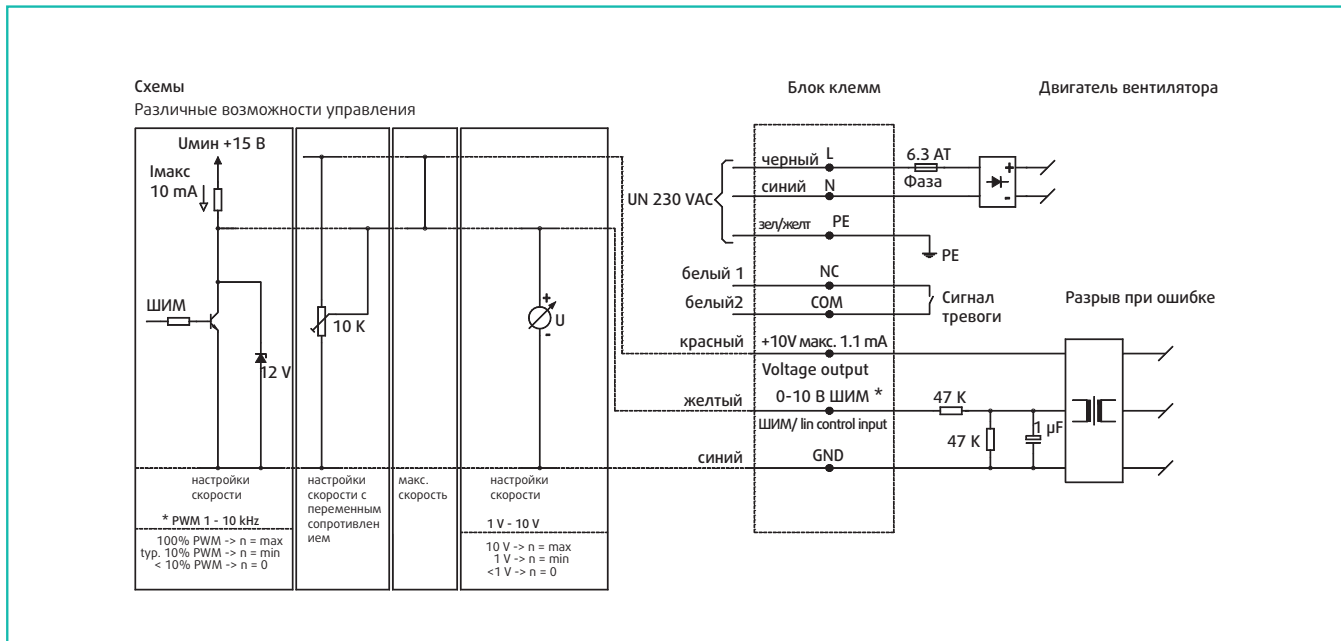 Схемы
Различные возможности управления
Uмин +15 В
Iмакс
10 mA
ШИМ
12 V
настройки
скорости
* PWM 1 - 10 kHz
100% PWM -> n = max
typ. 10% PWM -> n = min
< 10% PWM -> n = 0
10 K
настройки
скорости с
переменным
сопротивлен
ием
макс.
скорость
+
U
-
настройки
скорости
1 V - 10 V
10 V -> n = max
1 V -> n = min
<1 V -> n = 0
Блок клемм
UN 230 VAC
черный L
синий N
зел/желт PE
белый 1 NC
белый2 COM
красный +10V макс. 1.1 mA
Voltage output
желтый 0-10 В ШИМ *
ШИМ/ lin control input
синий GND
Двигатель вентилятора
6.3 AT
Фаза
+
-
PE
Сигнал
тревоги
Разрыв при ошибке
47 K
47 K
1 µF